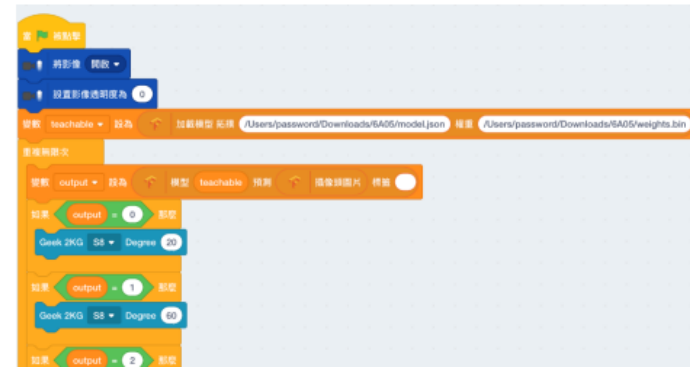 當 被點擊
將影像 開啟
設置影像透明度為 0
變數 teachable 設為 加載模型 拓撲 /Users/password/Downloads/6A05/model.json 權重 /Users/password/Downloads/6A05/weights.bin
重複無限次
變數 output 設為 模型 teachable 預測 攝像頭圖片 標籤
如果 output = 0 那麼
Geek 2KG S8 Degree 20
如果 output = 1 那麼
Geek 2KG S8 Degree 60
如果 output = 2 那麼